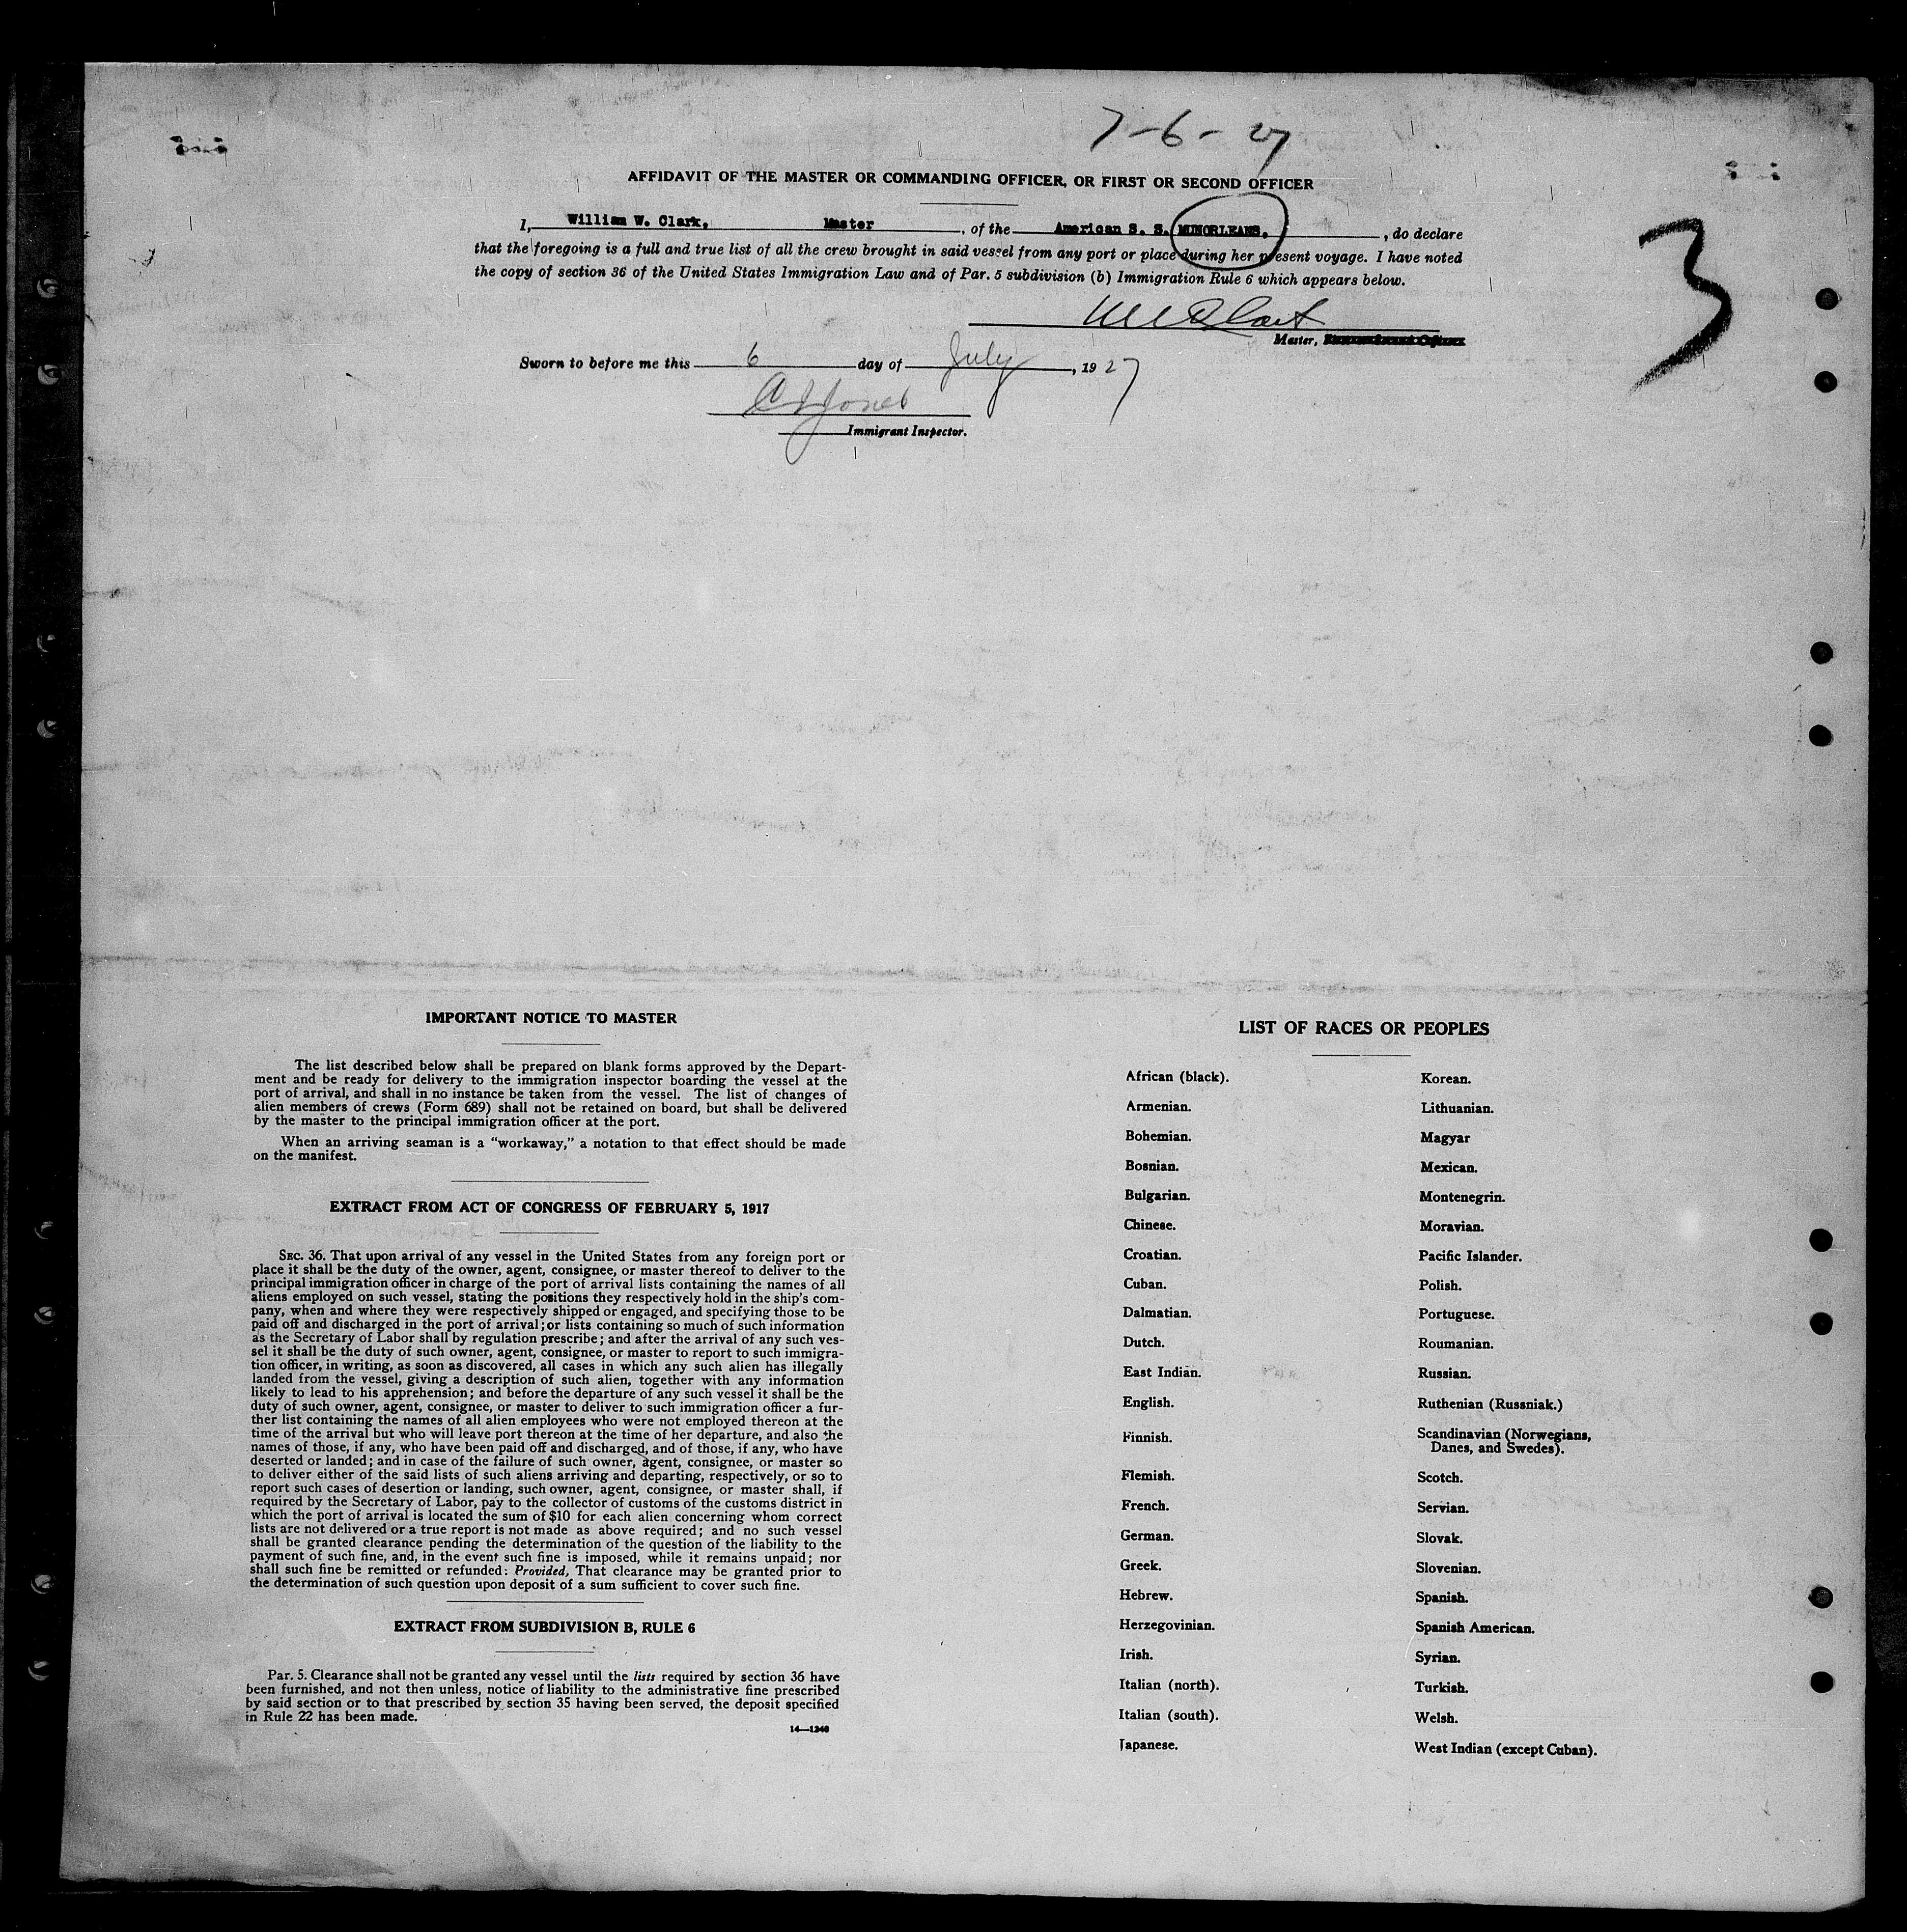 7-6-27
AFFIDAVIT OF THE MASTER OR COMMANDING OFFICER, OR FIRST OR SECOND OFFICER
I, William W. Clark, Master, of the American S. S. MUNORLEANS. , do declare
that the foregoing is a full and true list of all the crew brought in said vessel from any port or place during her present voyage. I have noted
the copy of section 36 of the United States Immigration Law and of Par. 5 subdivision (b) Immigration Rule 6 which appears below.
3
Master,
Sworn to before me this 6 day of July, 1927
Jones
Immigrant Inspector.
IMPORTANT NOTICE TO MASTER
The list described below shall be prepared on blank forms approved by the Depart-
ment and be ready for delivery to the immigration inspector boarding the vessel at the
port of arrival, and shall in no instance be taken from the vessel. The list of changes of
alien members of crews (Form 689) shall not be retained on board, but shall be delivered
by the master to the principal immigration officer at the port.
When an arriving seaman is a "workaway," a notation to that effect should be made
on the manifest.
EXTRACT FROM ACT OF CONGRESS OF FEBRUARY 5, 1917
SEC. 36. That upon arrival of any vessel in the United States from any foreign port or
place it shall be the duty of the owner, agent, consignee, or master thereof to deliver to the
principal immigration officer in charge of the port of arrival lists containing the names of all
aliens employed on such vessel, stating the positions they respectively hold in the ship's com-
pany, when and where they were respectively shipped or engaged, and specifying those to be
paid off and discharged in the port of arrival; or lists containing so much of such information
as the Secretary of Labor shall by regulation prescribe; and after the arrival of any such ves-
sel it shall be the duty of such owner, agent, consignee, or master to report to such immigra-
tion officer, in writing, as soon as discovered, all cases in which any such alien has illegally
landed from the vessel, giving a description of such alien, together with any information
likely to lead to his apprehension; and before the departure of any such vessel it shall be the
duty of such owner, agent, consignee, or master to deliver to such immigration officer a fur-
ther list containing the names of all alien employees who were not employed thereon at the
time of the arrival but who will leave port thereon at the time of her departure, and also the
names of those, if any, who have been paid off and discharged, and of those, if any, who have
deserted or landed; and in case of the failure of such owner, agent, consignee, or master so
to deliver either of the said lists of such aliens arriving and departing, respectively, or so to
report such cases of desertion or landing, such owner, agent, consignee, or master shall, if
required by the Secretary of Labor, pay to the collector of customs of the customs district in
which the port of arrival is located the sum of $10 for each alien concerning whom correct
lists are not delivered or a true report is not made as above required; and no such vessel
shall be granted clearance pending the determination of the question of the liability to the
payment of such fine, and, in the event such fine is imposed, while it remains unpaid; nor
shall such fine be remitted or refunded: Provided, That clearance may be granted prior to
the determination of such question upon deposit of a sum sufficient to cover such fine.
EXTRACT FROM SUBDIVISION B, RULE 6
Par. 5. Clearance shall not be granted any vessel until the lists required by section 36 have
been furnished, and not then unless, notice of liability to the administrative fine prescribed
by said section or to that prescribed by section 35 having been served, the deposit specified
in Rule 22 has been made.
14—1240
LIST OF RACES OR PEOPLES
African (black).
Armenian.
Bohemian.
Bosnian.
Bulgarian.
Chinese.
Croatian.
Cuban.
Dalmatian.
Dutch.
East Indian.
English.
Finnish.
Flemish.
French.
German.
Greek.
Hebrew.
Herzegovinian.
Irish.
Italian (north).
Italian (south).
Japanese.
Korean.
Lithuanian.
Magyar
Mexican.
Montenegrin.
Moravian.
Pacific Islander.
Polish.
Portuguese.
Roumanian.
Russian.
Ruthenian (Russniak.)
Scandinavian (Norwegians,
Danes, and Swedes).
Scotch.
Servian.
Slovak.
Slovenian.
Spanish.
Spanish American.
Syrian.
Turkish.
Welsh.
West Indian (except Cuban).